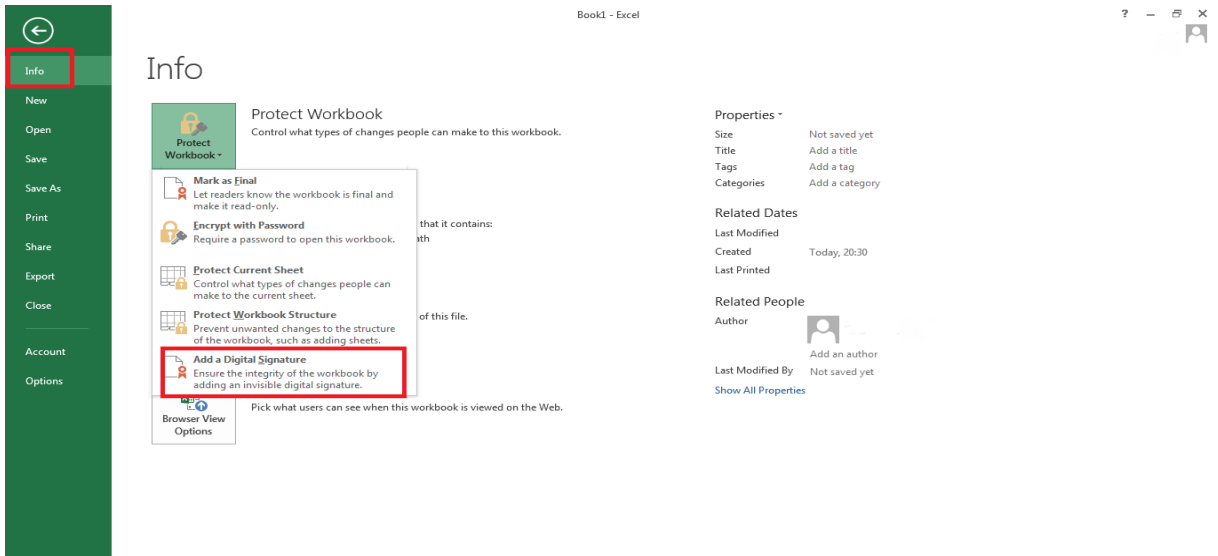 Book1 - Excel
?
Info
New
Open
Save
Save As
Print
Share
Export
Close
Account
Options
Info
Protect Workbook
Protect Workbook
Control what types of changes people can make to this workbook.
Mark as Final
Let readers know the workbook is final and
make it read-only.
Encrypt with Password
Require a password to open this workbook.
Protect Current Sheet
Control what types of changes people can
make to the current sheet.
Protect Workbook Structure
Prevent unwanted changes to the structure
of the workbook, such as adding sheets.
Add a Digital Signature
Ensure the integrity of the workbook by
adding an invisible digital signature.
that it contains:
ath
of this file.
Browser View
Options
Pick what users can see when this workbook is viewed on the Web.
Properties
Size Not saved yet
Title Add a title
Tags Add a tag
Categories Add a category
Related Dates
Last Modified
Created Today, 20:30
Last Printed
Related People
Author
Add an author
Last Modified By Not saved yet
Show All Properties